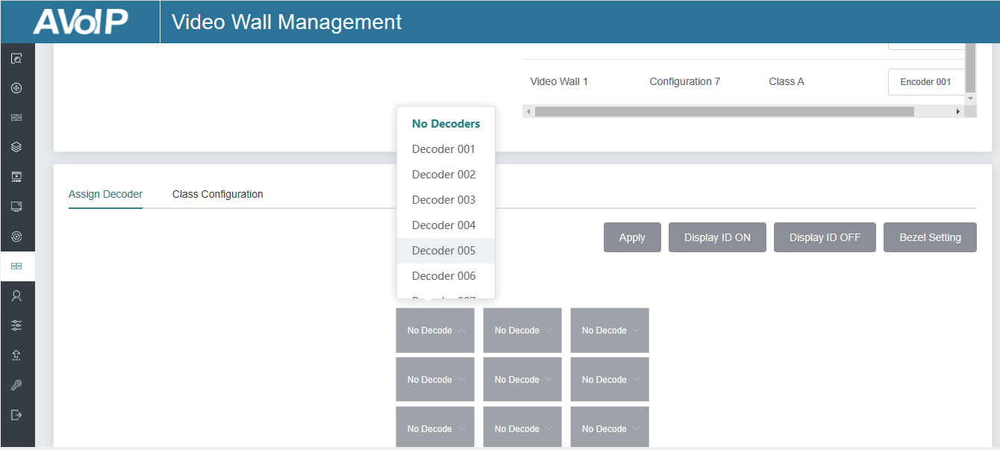 AVoIP
Video Wall Management
Video Wall 1 Configuration 7 Class A Encoder 001
No Decoders
Decoder 001
Decoder 002
Decoder 003
Decoder 004
Decoder 005
Decoder 006
Decoder 007
Assign Decoder Class Configuration
Apply Display ID ON Display ID OFF Bezel Setting
No Decode No Decode No Decode
No Decode No Decode No Decode
No Decode No Decode No Decode